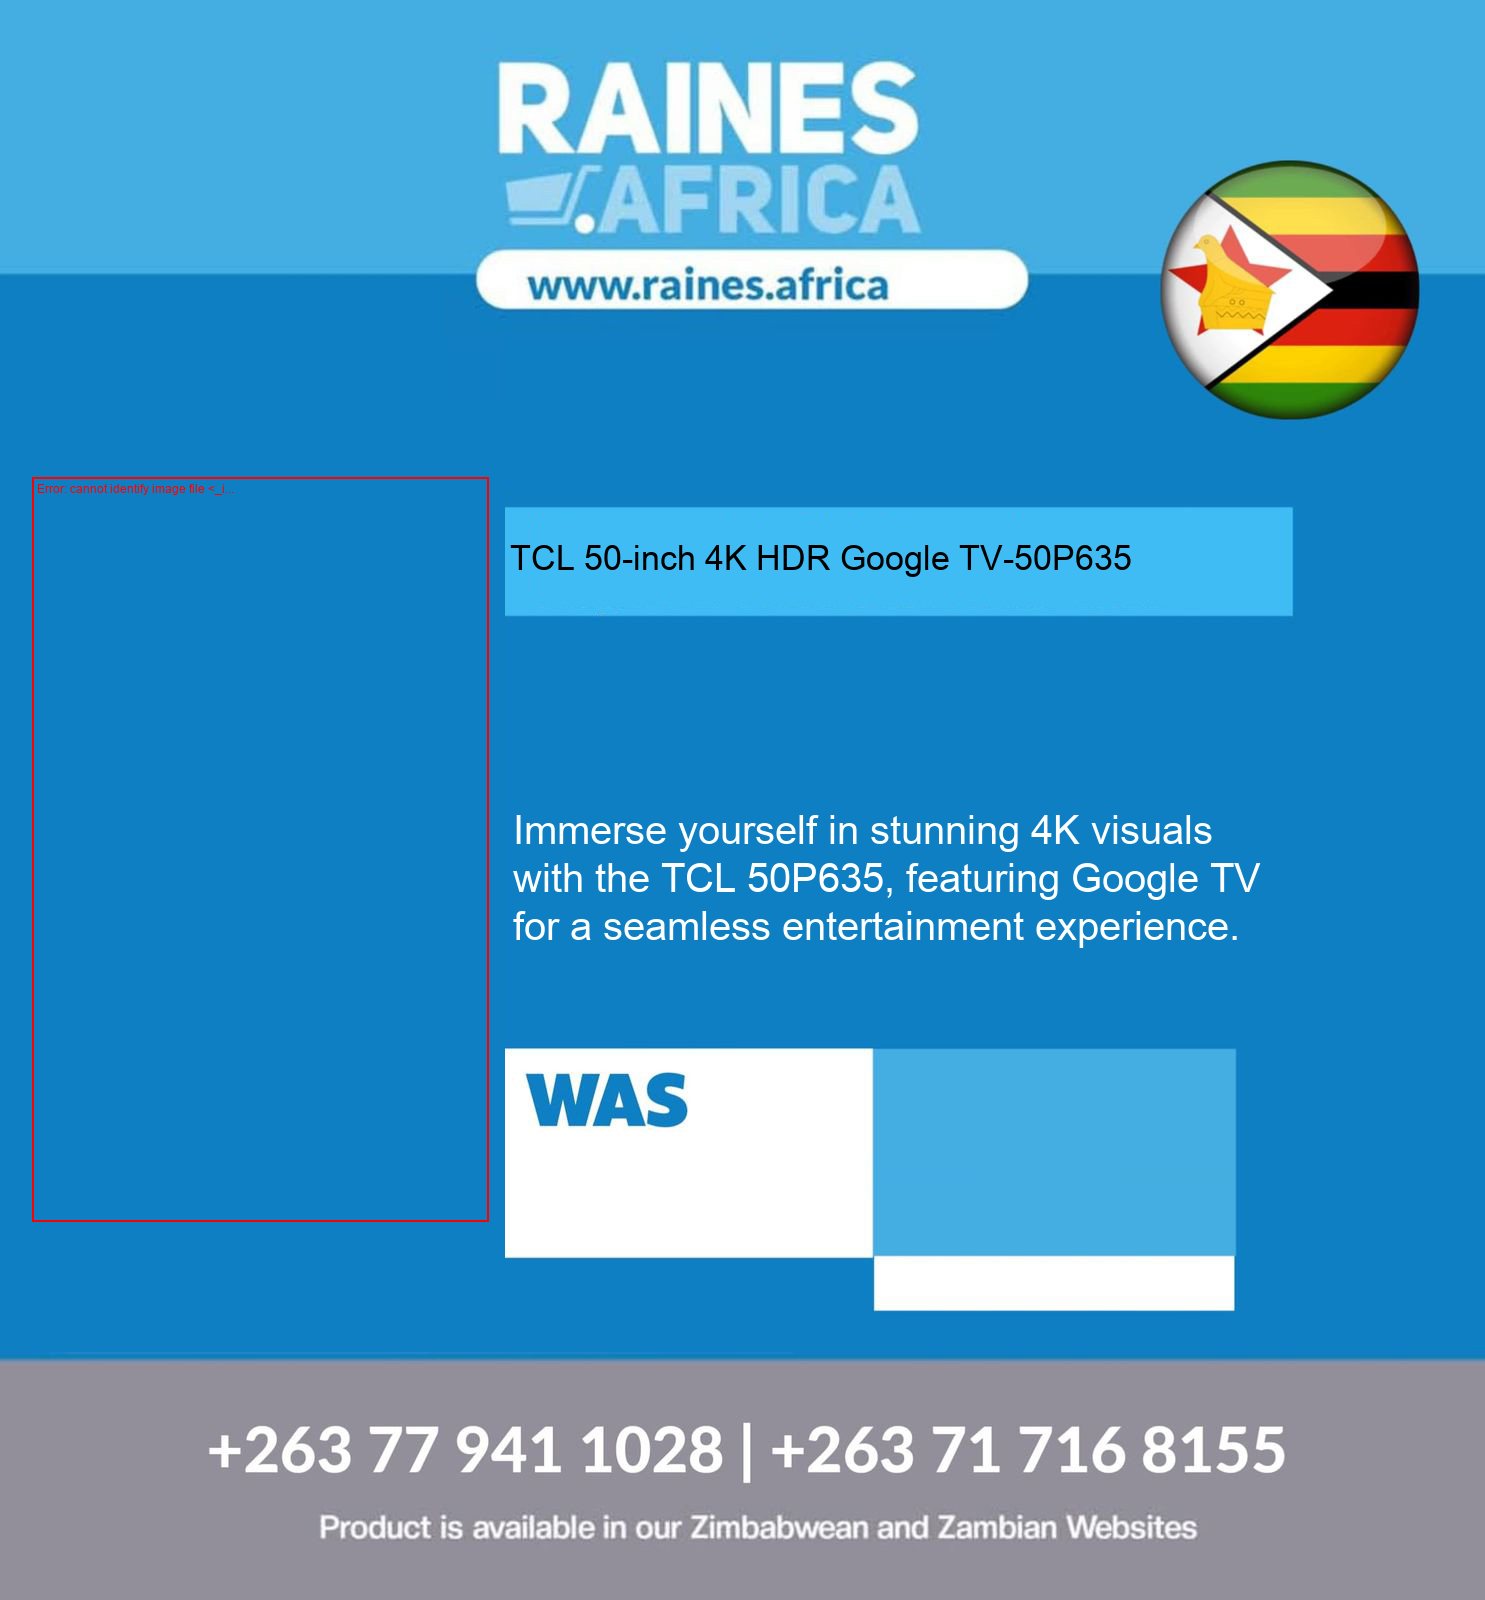 RAINES
.AFRICA
www.raines.africa
Error: cannot identify image file <_i...
TCL 50-inch 4K HDR Google TV-50P635
Immerse yourself in stunning 4K visuals
with the TCL 50P635, featuring Google TV
for a seamless entertainment experience.
WAS
+263 77 941 1028 | +263 71 716 8155
Product is available in our Zimbabwean and Zambian Websites